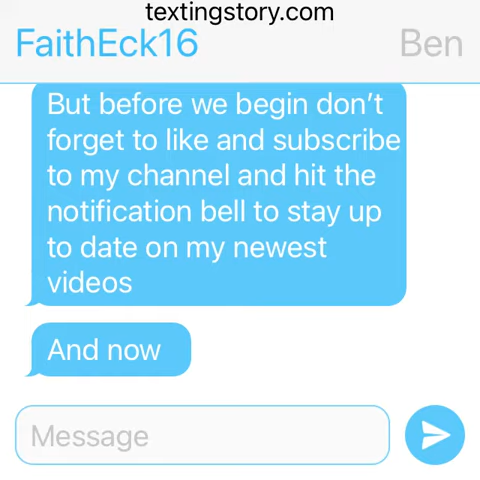 textingstory.com
FaithEck16 Ben
But before we begin don’t
forget to like and subscribe
to my channel and hit the
notification bell to stay up
to date on my newest
videos
And now
Message